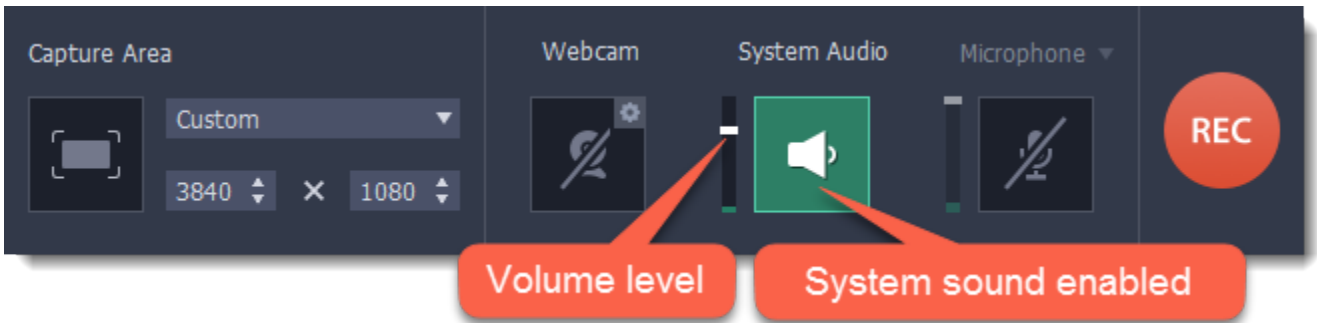 Capture Area
Webcam
System Audio
Microphone
Custom
3840
1080
REC
Volume level
System sound enabled